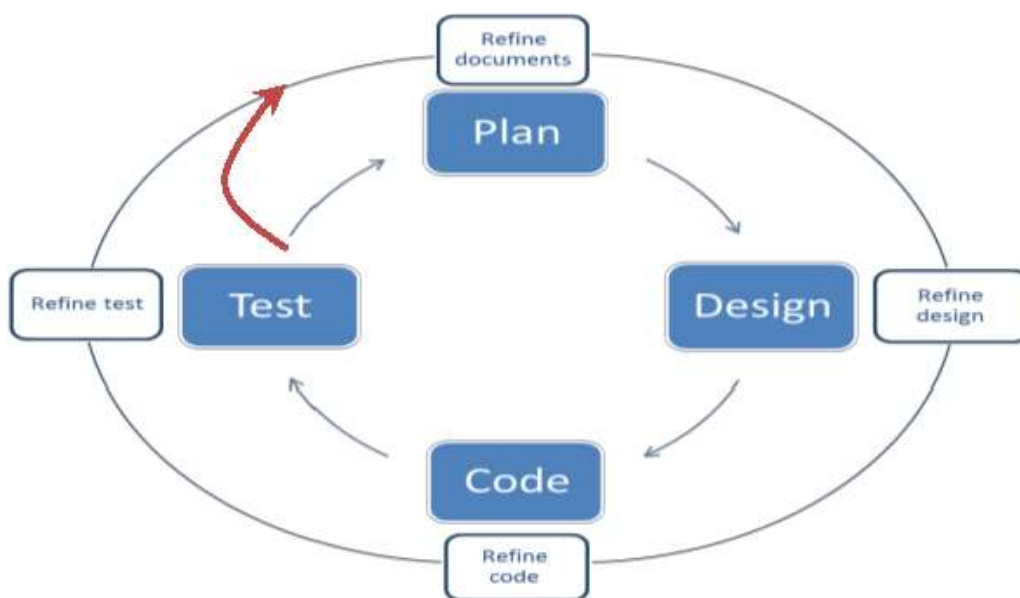 Refine
documents
Plan
Refine test
Test
Design
Refine
design
Code
Refine
code